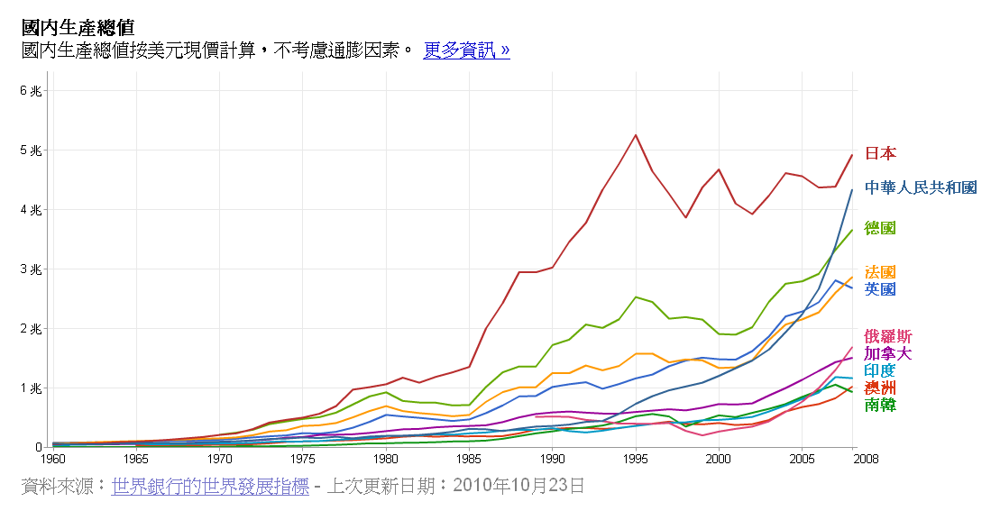 國內生產總值
國內生產總值按美元現價計算，不考慮通膨因素。 更多資訊 »
6 兆
5 兆
4 兆
3 兆
2 兆
1 兆
0
日本
中華人民共和國
德國
法國
英國
俄羅斯
加拿大
印度
澳洲
南韓
1960 1965 1970 1975 1980 1985 1990 1995 2000 2005 2008
資料來源：世界銀行的世界發展指標 - 上次更新日期：2010年10月23日